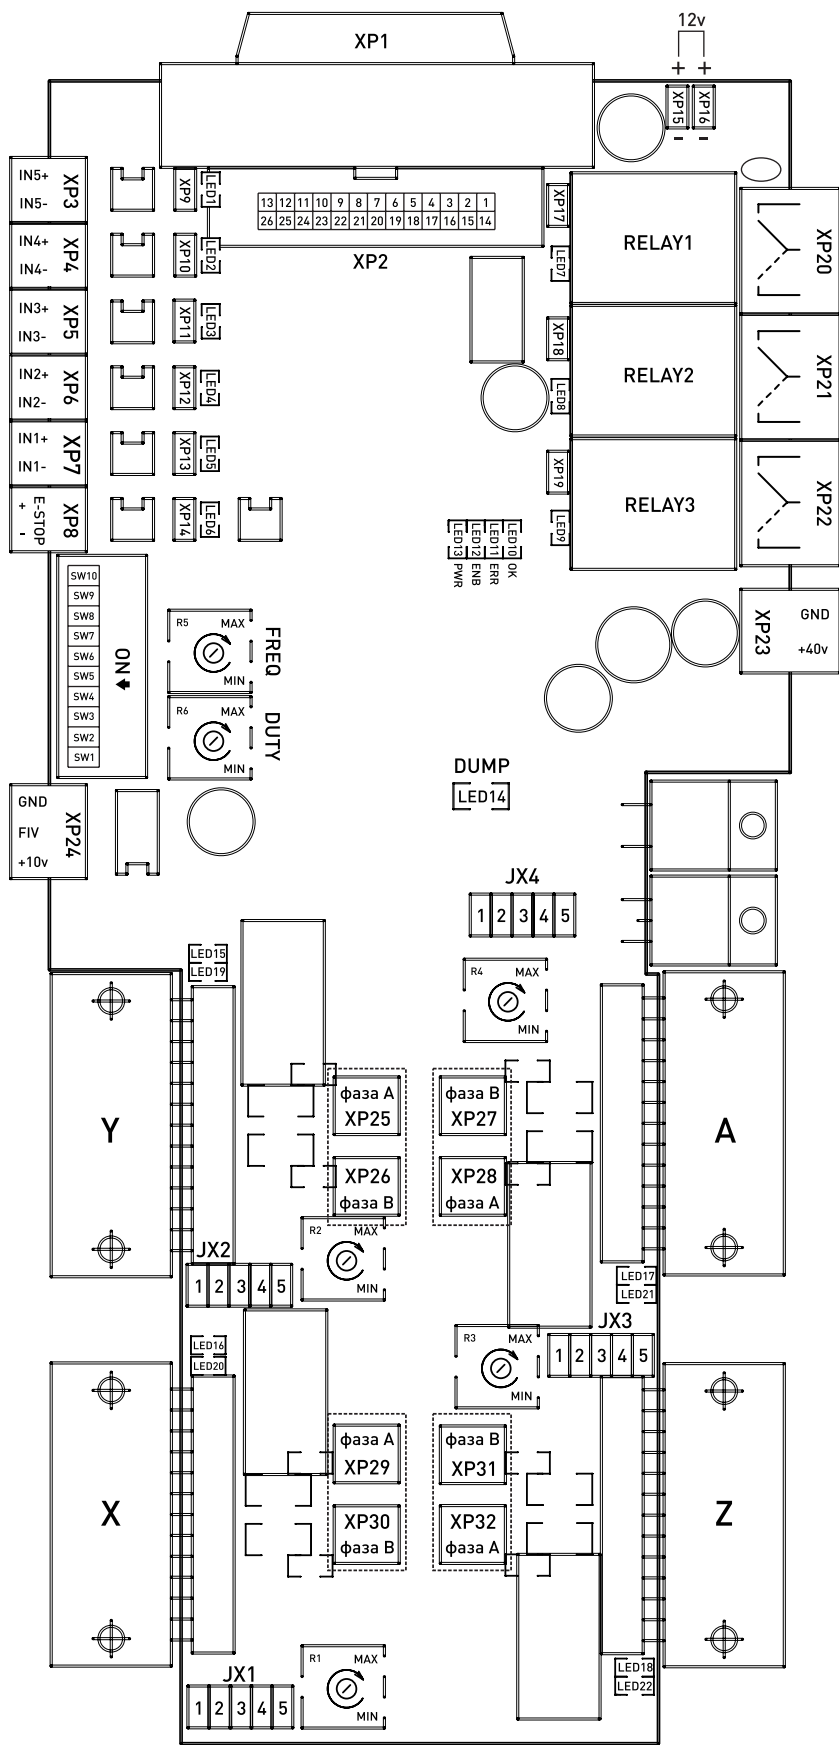 12v
XP1
+ +
XP15
XP16
- -
IN5+
IN5-
XP3
XP9
LED1
13 12 11 10 9 8 7 6 5 4 3 2 1
26 25 24 23 22 21 20 19 18 17 16 15 14
XP2
XP17
LED7
RELAY1
XP20
IN4+
IN4-
XP4
XP10
LED2
IN3+
IN3-
XP5
XP11
LED3
XP18
LED8
RELAY2
XP21
IN2+
IN2-
XP6
XP12
LED4
IN1+
IN1-
XP7
XP13
LED5
XP19
LED9
RELAY3
XP22
+ -
E-STOP
XP8
XP14
LED6
LED13 PWR
LED12 ENB
LED11 ERR
LED10 OK
SW10
SW9
SW8
SW7
SW6
SW5
SW4
SW3
SW2
SW1
ON
R5 MAX
MIN
FREQ
R6 MAX
MIN
DUTY
XP23
GND
+40v
DUMP
LED14
GND
FIV
+10v
XP24
JX4
1 2 3 4 5
LED15
LED19
R4 MAX
MIN
Y
фаза A
XP25
фаза B
XP27
A
XP26
фаза B
XP28
фаза A
R2 MAX
MIN
JX2
1 2 3 4 5
LED17
LED21
JX3
1 2 3 4 5
R3 MAX
MIN
LED16
LED20
X
фаза A
XP29
фаза B
XP31
Z
XP30
фаза B
XP32
фаза A
R1 MAX
MIN
JX1
1 2 3 4 5
LED18
LED22